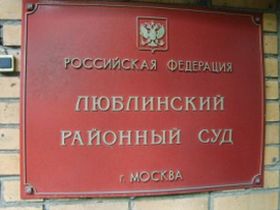 РОССИЙСКАЯ ФЕДЕРАЦИЯ
ЛЮБЛИНСКИЙ
РАЙОННЫЙ СУД
г. МОСКВА